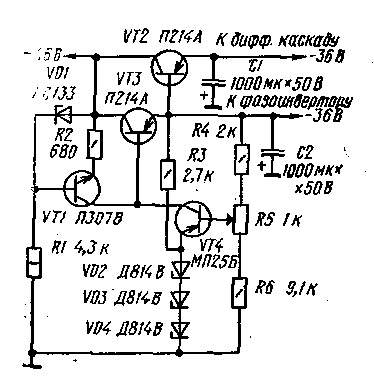 VT2 П214А
К дифф. каскаду
-36В
C1
1000мк×50В
VD1
VT3
П214А
К фазоинвертору
-36В
R2
680
R4 2к
R3
2,7к
C2
1000мк×
×50В
VT1 П307В
VT4
МП25Б
R5 1к
R1 4,3к
VD2 Д814В
VD3 Д814В
VD4 Д814В
R6 9,1к